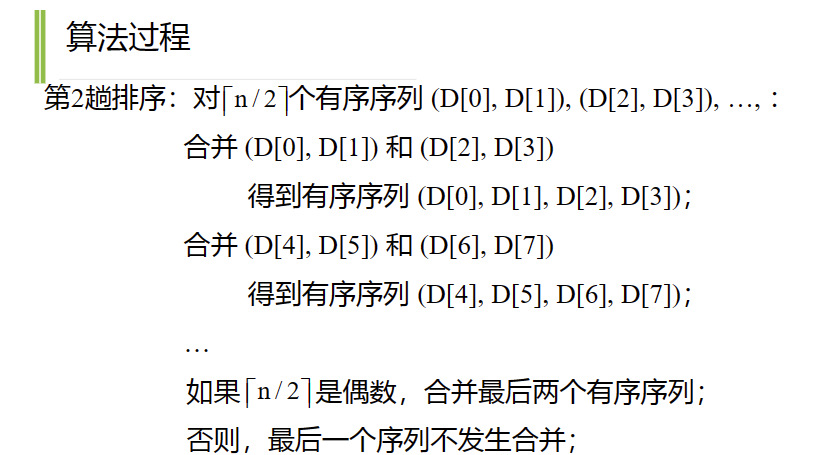 算法过程
第2趟排序：对⌈n / 2⌉个有序序列 (D[0], D[1]), (D[2], D[3]), …,：
合并 (D[0], D[1]) 和 (D[2], D[3])
得到有序序列 (D[0], D[1], D[2], D[3])；
合并 (D[4], D[5]) 和 (D[6], D[7])
得到有序序列 (D[4], D[5], D[6], D[7])；
…
如果⌈n / 2⌉是偶数，合并最后两个有序序列；
否则，最后一个序列不发生合并；